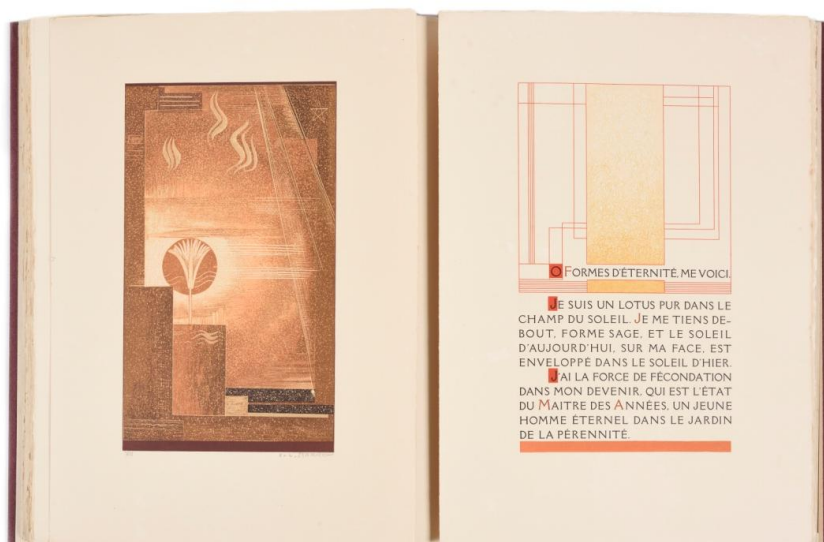 O FORMES D'ÉTERNITÉ, ME VOICI.
JE SUIS UN LOTUS PUR DANS LE
CHAMP DU SOLEIL. JE ME TIENS DE-
BOUT, FORME SAGE, ET LE SOLEIL
D'AUJOURD'HUI, SUR MA FACE, EST
ENVELOPPÉ DANS LE SOLEIL D'HIER.
J'AI LA FORCE DE FÉCONDATION
DANS MON DEVENIR, QUI EST L'ÉTAT
DU MAITRE DES ANNÉES, UN JEUNE
HOMME ÉTERNEL DANS LE JARDIN
DE LA PÉRENNITÉ.